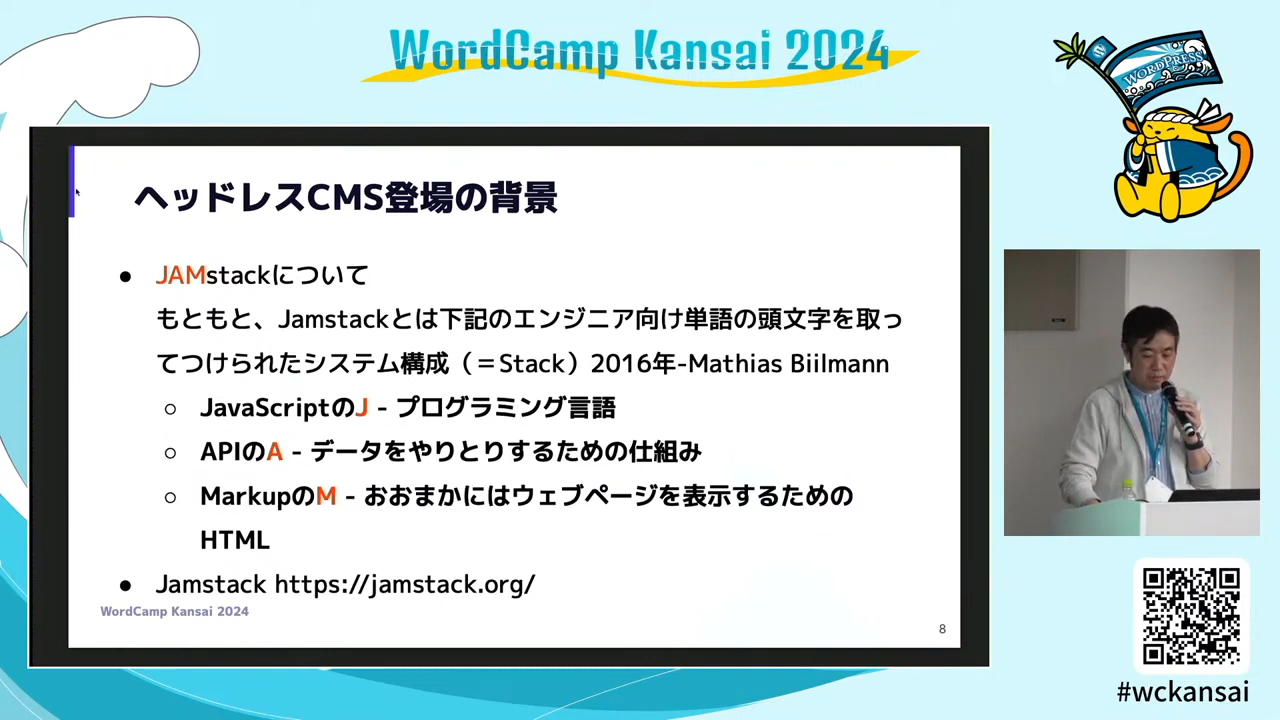 WordCamp Kansai 2024
WORDPRESS
ヘッドレスCMS登場の背景
● JAMstackについて
もともと、Jamstackとは下記のエンジニア向け単語の頭文字を取っ
てつけられたシステム構成（＝Stack）2016年-Mathias Biilmann
○ JavaScriptのJ - プログラミング言語
○ APIのA - データをやりとりするための仕組み
○ MarkupのM - おおまかにはウェブページを表示するための
HTML
● Jamstack https://jamstack.org/
WordCamp Kansai 2024
8
#wckansai